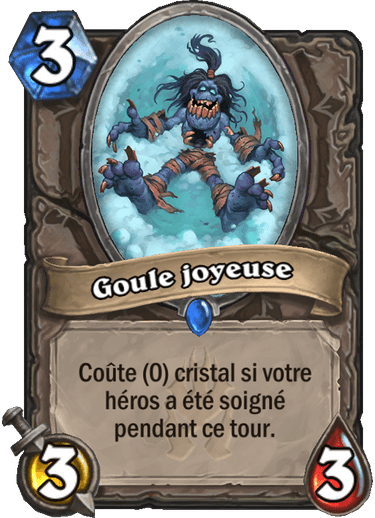 3
Goule joyeuse
Coûte (0) cristal si votre
héros a été soigné
pendant ce tour.
3
3